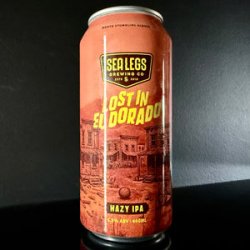 SEA LEGS
BREWING CO
LOST IN
EL DORADO
HAZY IPA